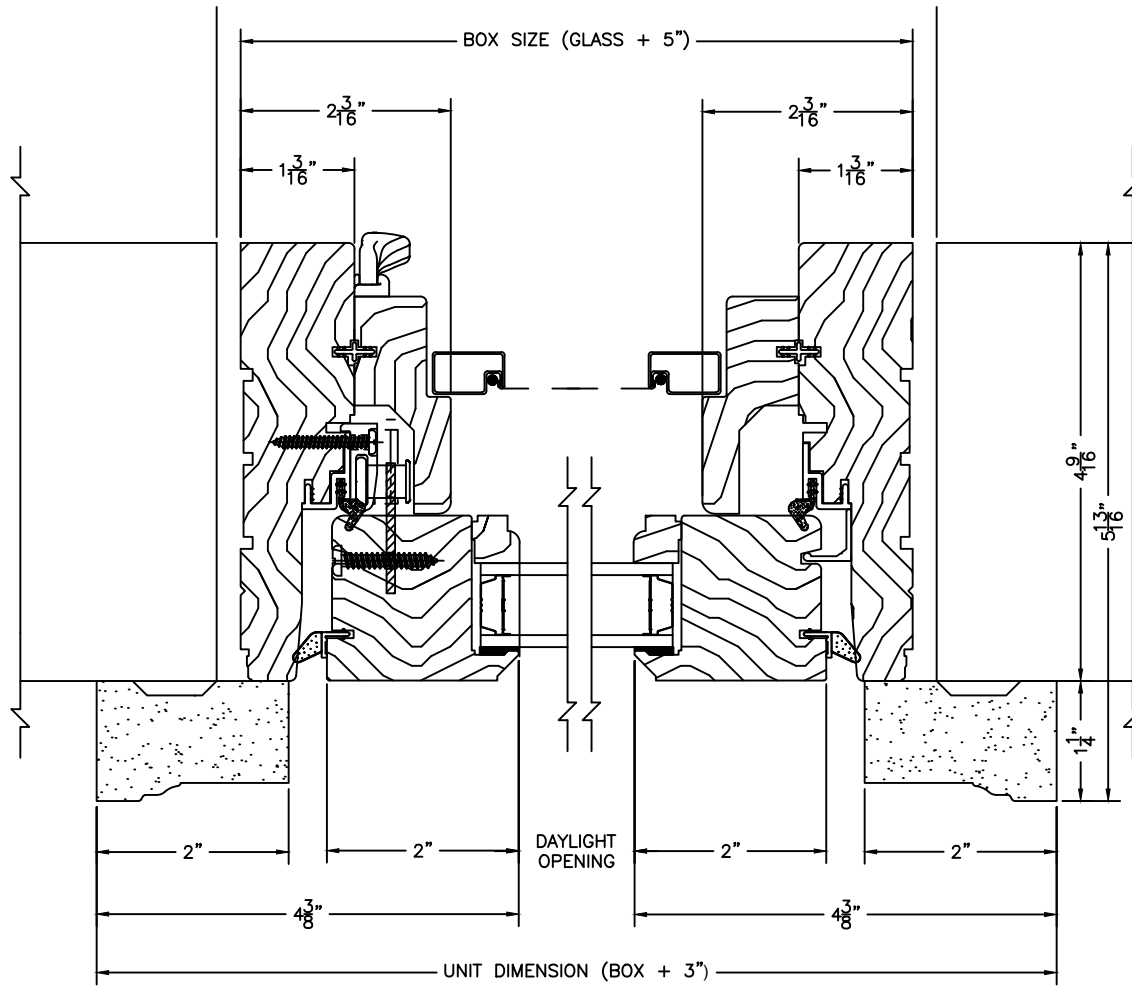 BOX SIZE (GLASS + 5")
2 3/16" 2 3/16"
1 3/16" 1 3/16"
4 9/16"
5 13/16"
1 1/4"
2" 2" DAYLIGHT OPENING 2" 2"
4 3/8" 4 3/8"
UNIT DIMENSION (BOX + 3")